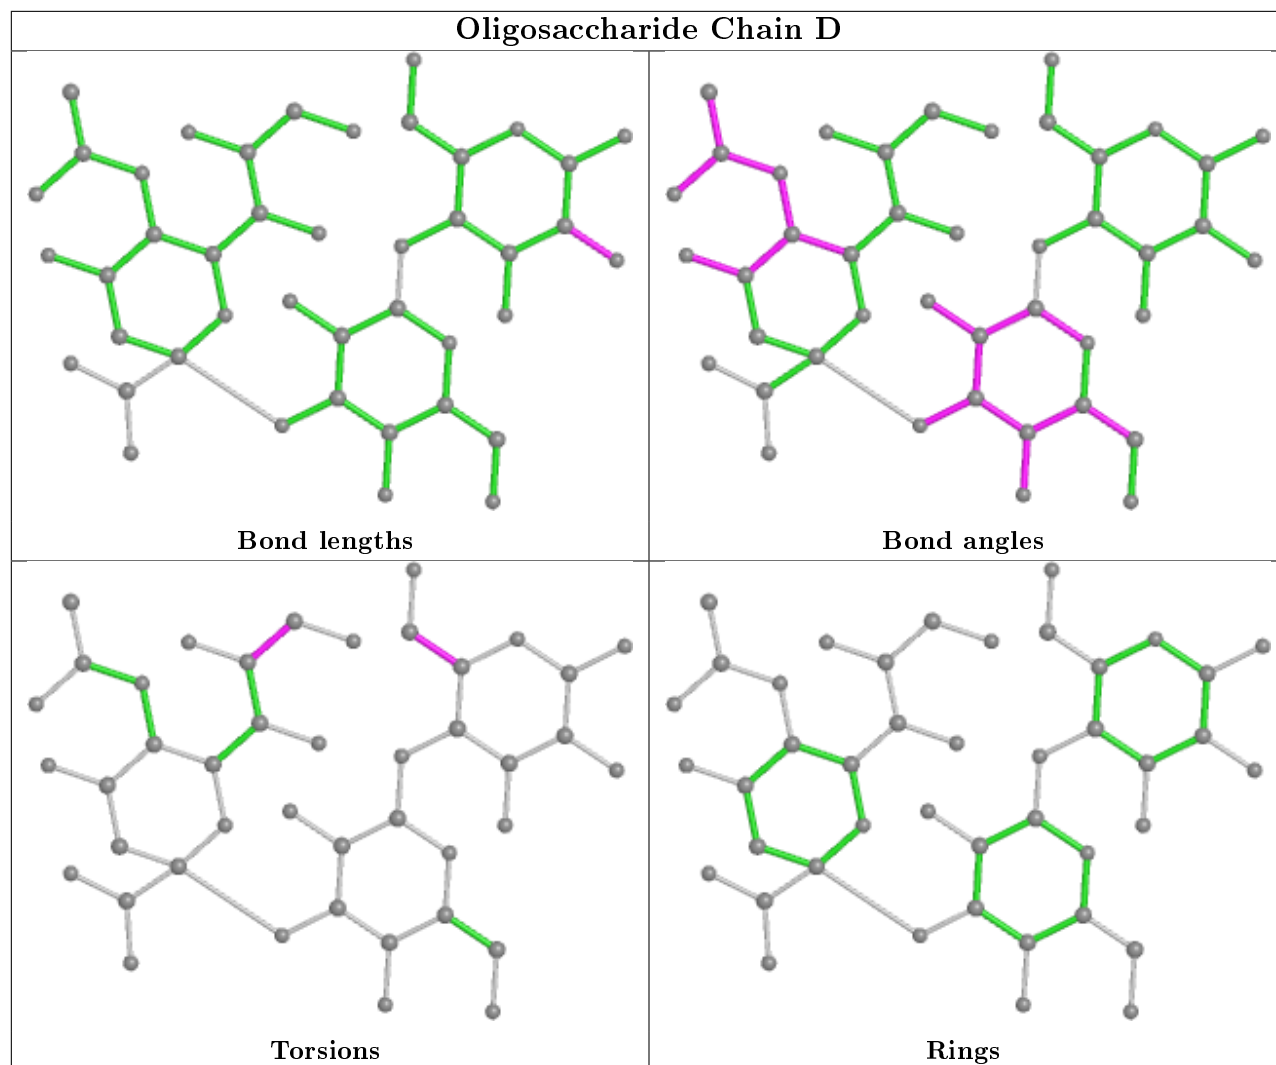 Oligosaccharide Chain D
Bond lengths
Bond angles
Torsions
Rings